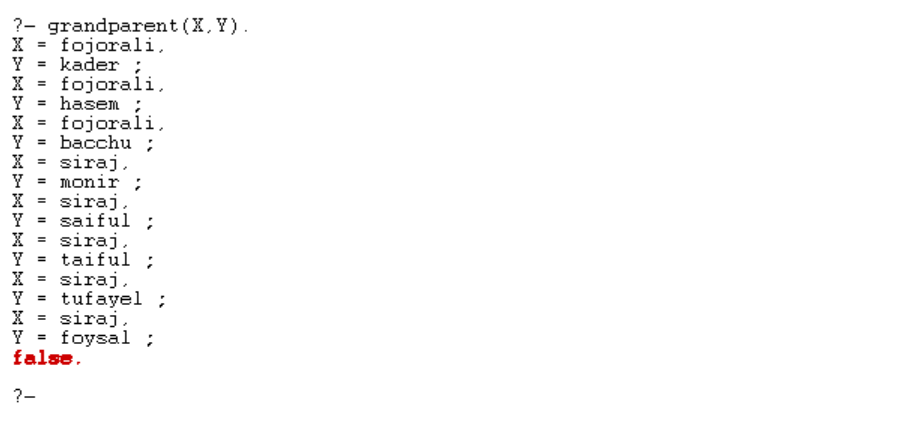 ?- grandparent(X,Y).
X = fojorali,
Y = kader ;
X = fojorali,
Y = hasem ;
X = fojorali,
Y = bacchu ;
X = siraj,
Y = monir ;
X = siraj,
Y = saiful ;
X = siraj,
Y = taiful ;
X = siraj,
Y = tufayel ;
X = siraj,
Y = foysal ;
false.
?-